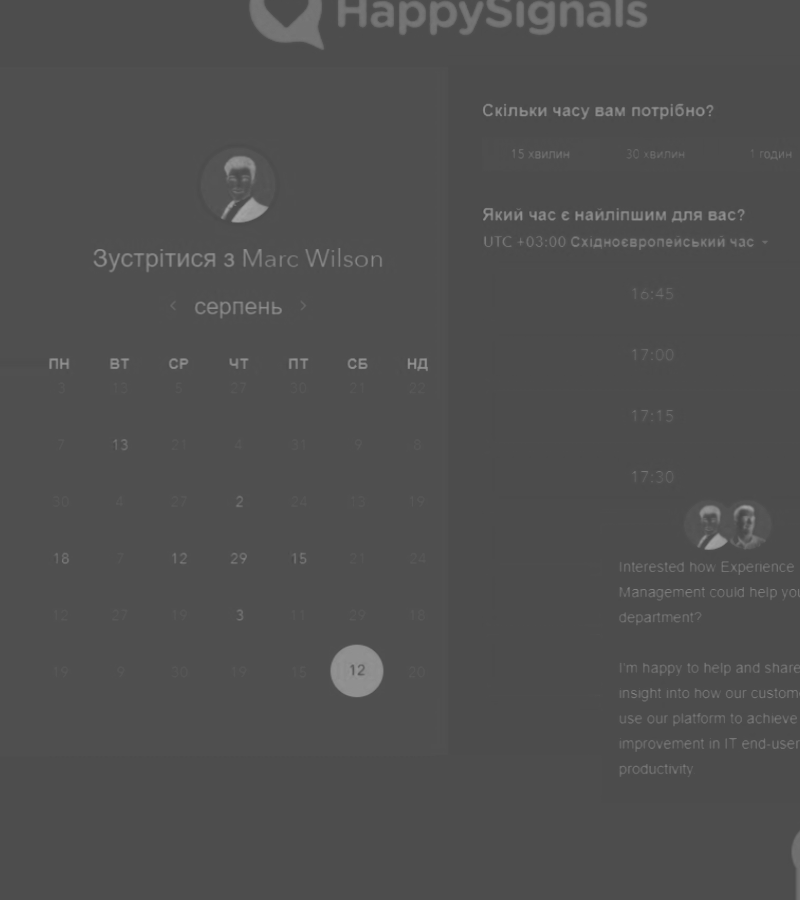 HappySignals
Зустрітися з Marc Wilson
серпень
ПН ВТ СР ЧТ ПТ СБ НД
3 13 5 27 30 21 22
7 13 21 4 31 9 6
30 4 27 2 24 13 19
18 7 12 29 15 21 24
12 27 19 3 11 29 18
19 9 30 19 15 12 20
Скільки часу вам потрібно?
15 хвилин 30 хвилин 1 годин
Який час є найліпшим для вас?
UTC +03:00 Східноєвропейський час
16:45
17:00
17:15
17:30
Interested how Experience
Management could help you
department?
I'm happy to help and share
insight into how our custom
use our platform to achieve
improvement in IT end-user
productivity